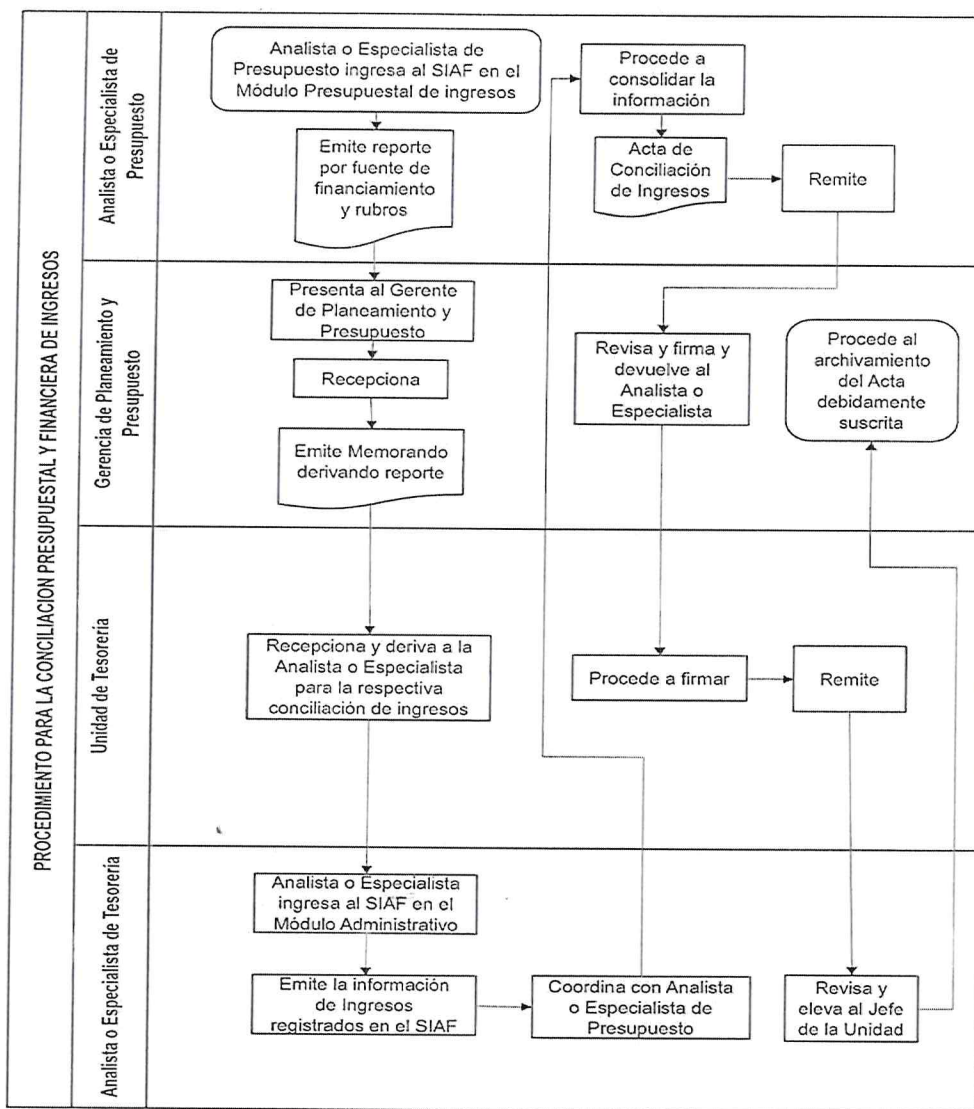 PROCEDIMIENTO PARA LA CONCILIACION PRESUPUESTAL Y FINANCIERA DE INGRESOS
Analista o Especialista de
Presupuesto
Analista o Especialista de
Presupuesto ingresa al SIAF en el
Módulo Presupuestal de ingresos
Emite reporte
por fuente de
financiamiento
y rubros
Procede a
consolidar la
información
Acta de
Conciliación
de Ingresos
Remite
Gerencia de Planeamiento y
Presupuesto
Presenta al Gerente
de Planeamiento y
Presupuesto
Recepciona
Emite Memorando
derivando reporte
Revisa y firma y
devuelve al
Analista o
Especialista
Procede al
archivamiento
del Acta
debidamente
suscrita
Unidad de Tesorería
Recepciona y deriva a la
Analista o Especialista
para la respectiva
conciliación de ingresos
Procede a firmar
Remite
Analista o Especialista de Tesorería
Analista o Especialista
ingresa al SIAF en el
Módulo Administrativo
Emite la información
de Ingresos
registrados en el SIAF
Coordina con Analista
o Especialista de
Presupuesto
Revisa y
eleva al Jefe
de la Unidad